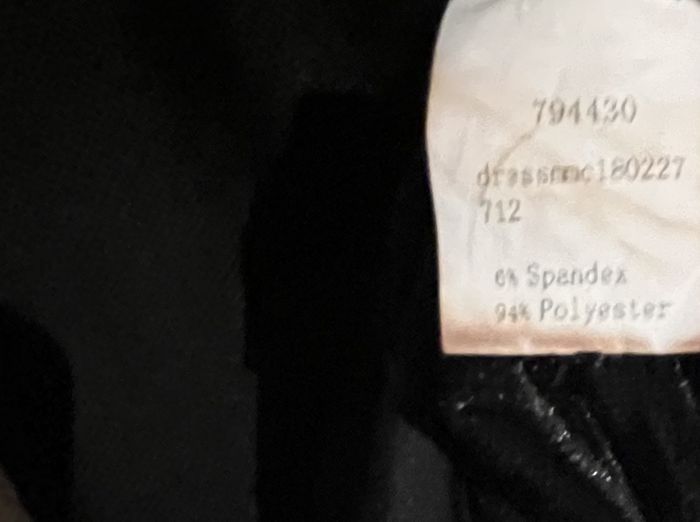 794430
dressmc180227
712
6% Spandex
94% Polyester